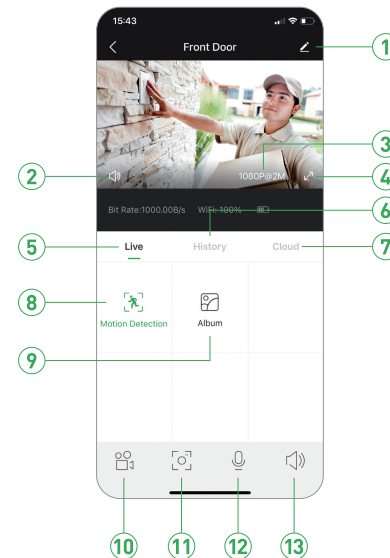 15:43
Front Door
1
3
2
1080P@2M
4
Bit Rate:1000.00B/s WiFi: 100%
6
5
Live History Cloud
7
8
Motion Detection Album
9
10 11 12 13